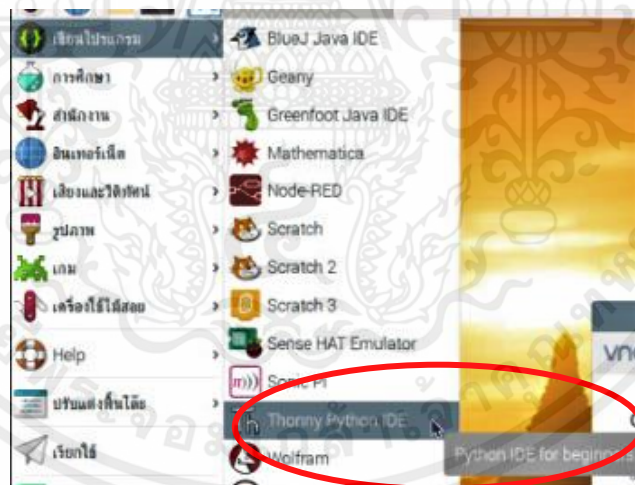 เขียนโปรแกรม
การศึกษา
สำนักงาน
อินเทอร์เน็ต
เสียงและวิดิทัศน์
รูปภาพ
เกม
เครื่องใช้ไม้สอย
Help
ปรับแต่งพื้นโต๊ะ
เรียกใช้
BlueJ Java IDE
Geany
Greenfoot Java IDE
Mathematica
Node-RED
Scratch
Scratch 2
Scratch 3
Sense HAT Emulator
Sonic Pi
Thonny Python IDE
Wolfram
Python IDE for beginners